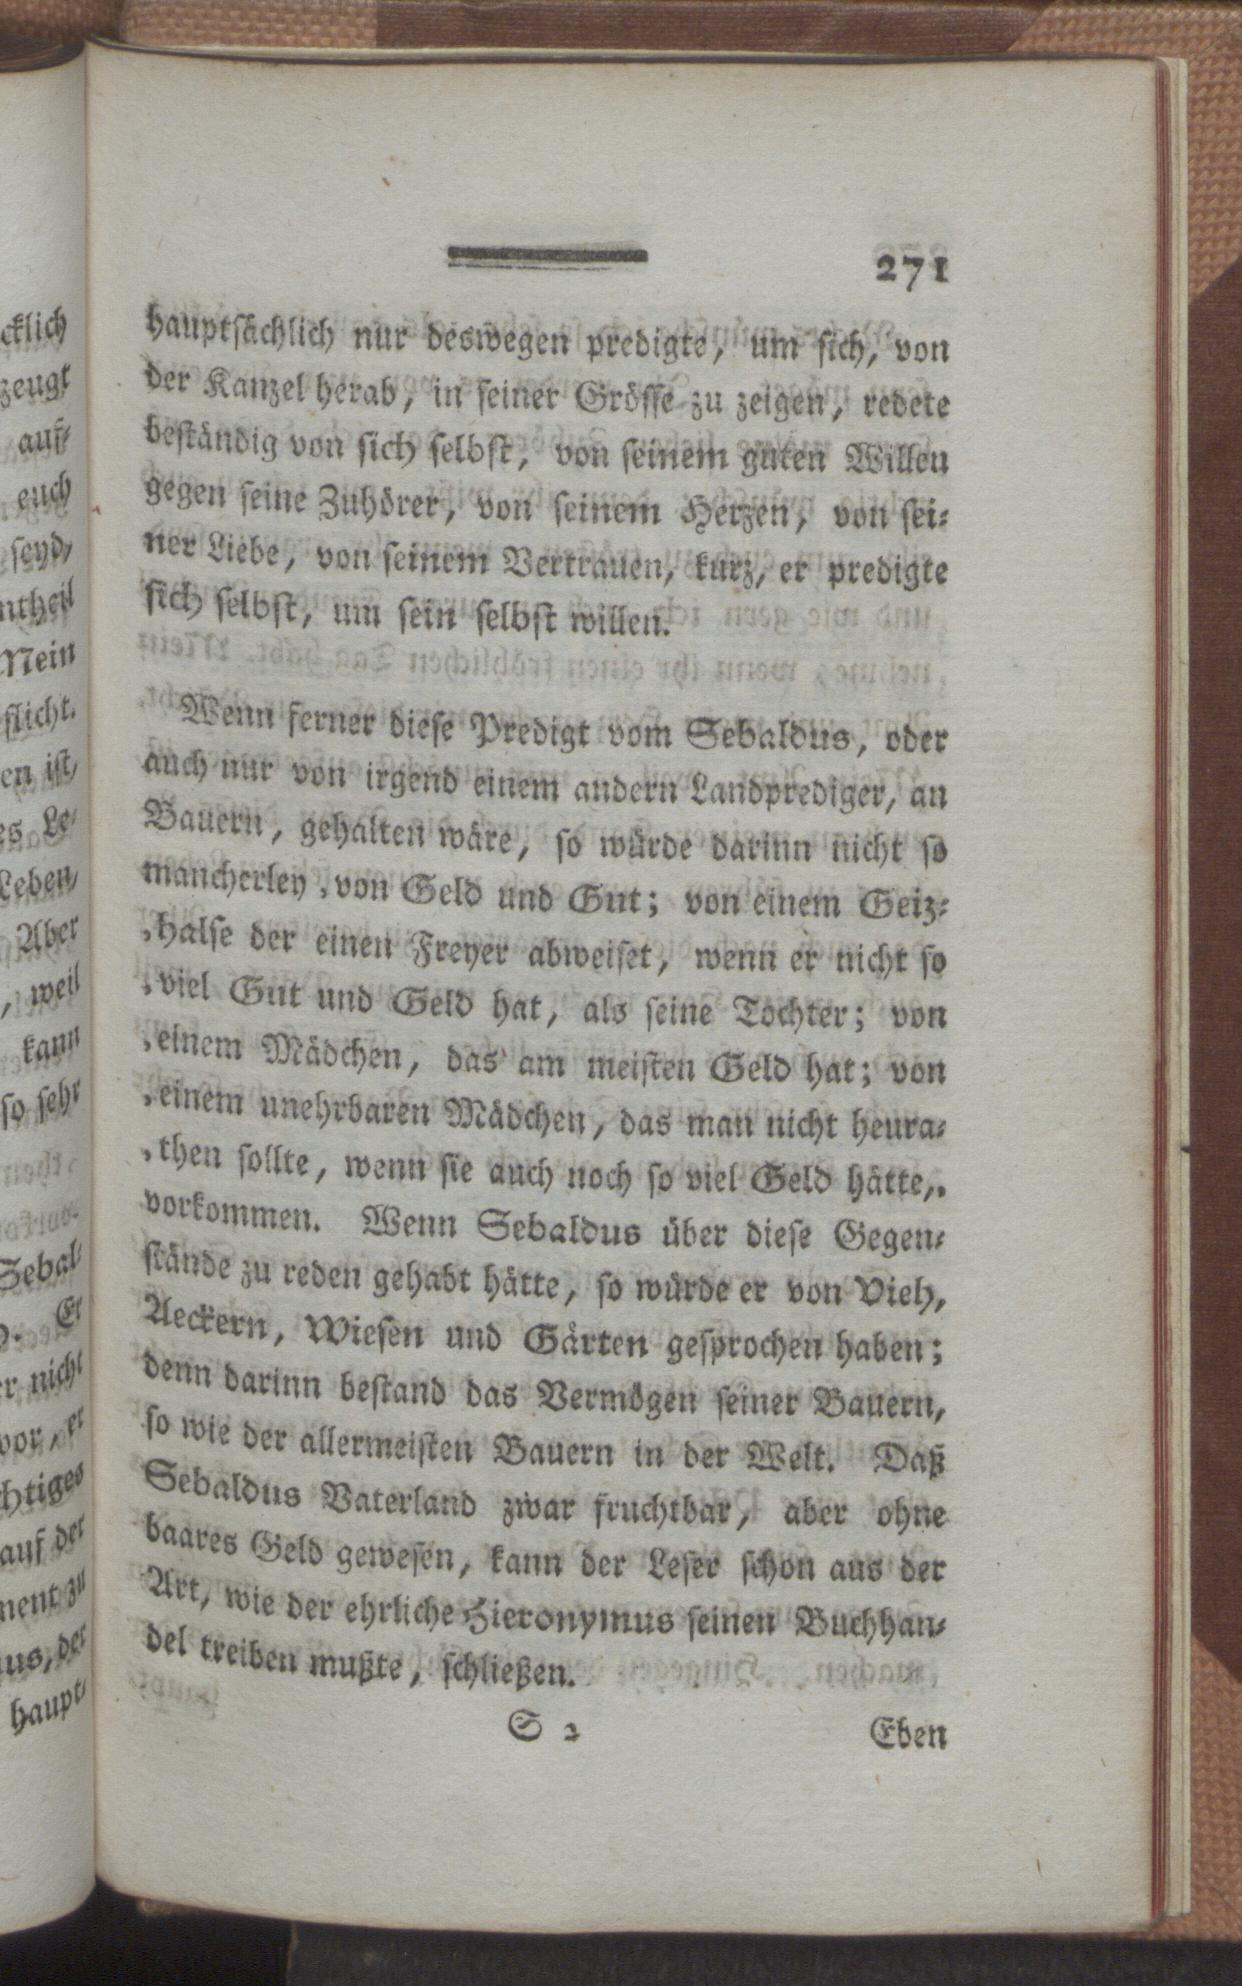 271
hauptsächlich nur deswegen predigte, um sich, von
der Kanzel herab, in seiner Grösse zu zeigen, redete
beständig von sich selbst, von seinem guten Willen
gegen seine Zuhörer, von seinem Herzen, von sei-
ner Liebe, von seinem Vertrauen, kurz, er predigte
sich selbst, um sein selbst willen.
Wenn ferner diese Predigt vom Sebaldus, oder
auch nur von irgend einem andern Landprediger, an
Bauern, gehalten wäre, so würde darinn nicht so
mancherley ‚von Geld und Gut; von einem Geiz-
‚halse der einen Freyer abweiset, wenn er nicht so
‚viel Gut und Geld hat, als seine Tochter; von
‚einem Mädchen, das am meisten Geld hat; von
‚einem unehrbaren Mädchen, das man nicht heura-
‚then sollte, wenn sie auch noch so viel Geld hätte,.
vorkommen. Wenn Sebaldus über diese Gegen-
stände zu reden gehabt hätte, so würde er von Vieh,
Aeckern, Wiesen und Gärten gesprochen haben;
denn darinn bestand das Vermögen seiner Bauern,
so wie der allermeisten Bauern in der Welt. Daß
Sebaldus Vaterland zwar fruchtbar, aber ohne
baares Geld gewesen, kann der Leser schon aus der
Art, wie der ehrliche Hieronymus seinen Buchhan-
del treiben mußte, schließen.
S 2 Eben